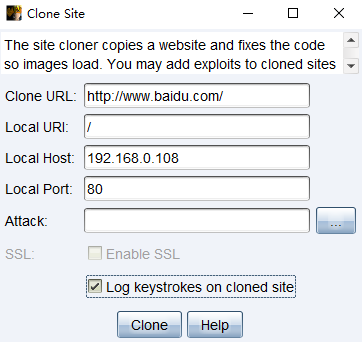 Clone Site
The site cloner copies a website and fixes the code
so images load. You may add exploits to cloned sites
Clone URL: http://www.baidu.com/
Local URI: /
Local Host: 192.168.0.108
Local Port: 80
Attack: ...
SSL: Enable SSL
Log keystrokes on cloned site
Clone Help